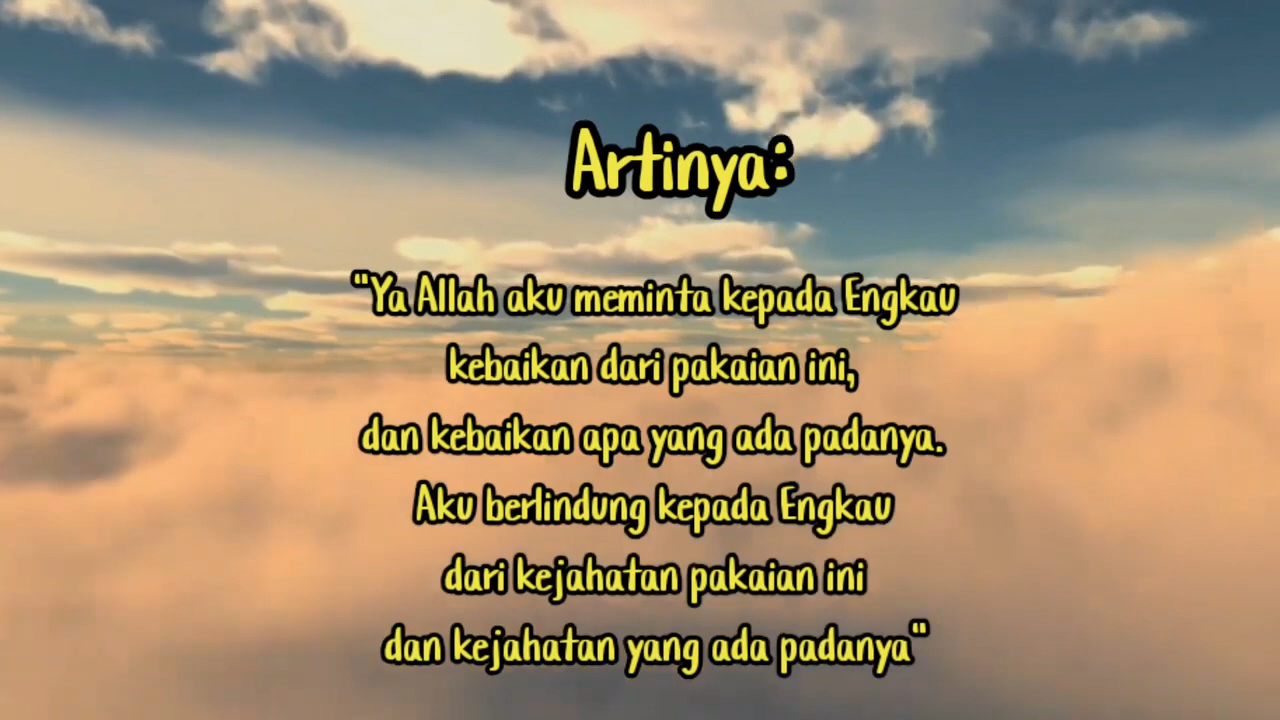 Artinya:
"Ya Allah aku meminta kepada Engkau
kebaikan dari pakaian ini,
dan kebaikan apa yang ada padanya.
Aku berlindung kepada Engkau
dari kejahatan pakaian ini
dan kejahatan yang ada padanya"